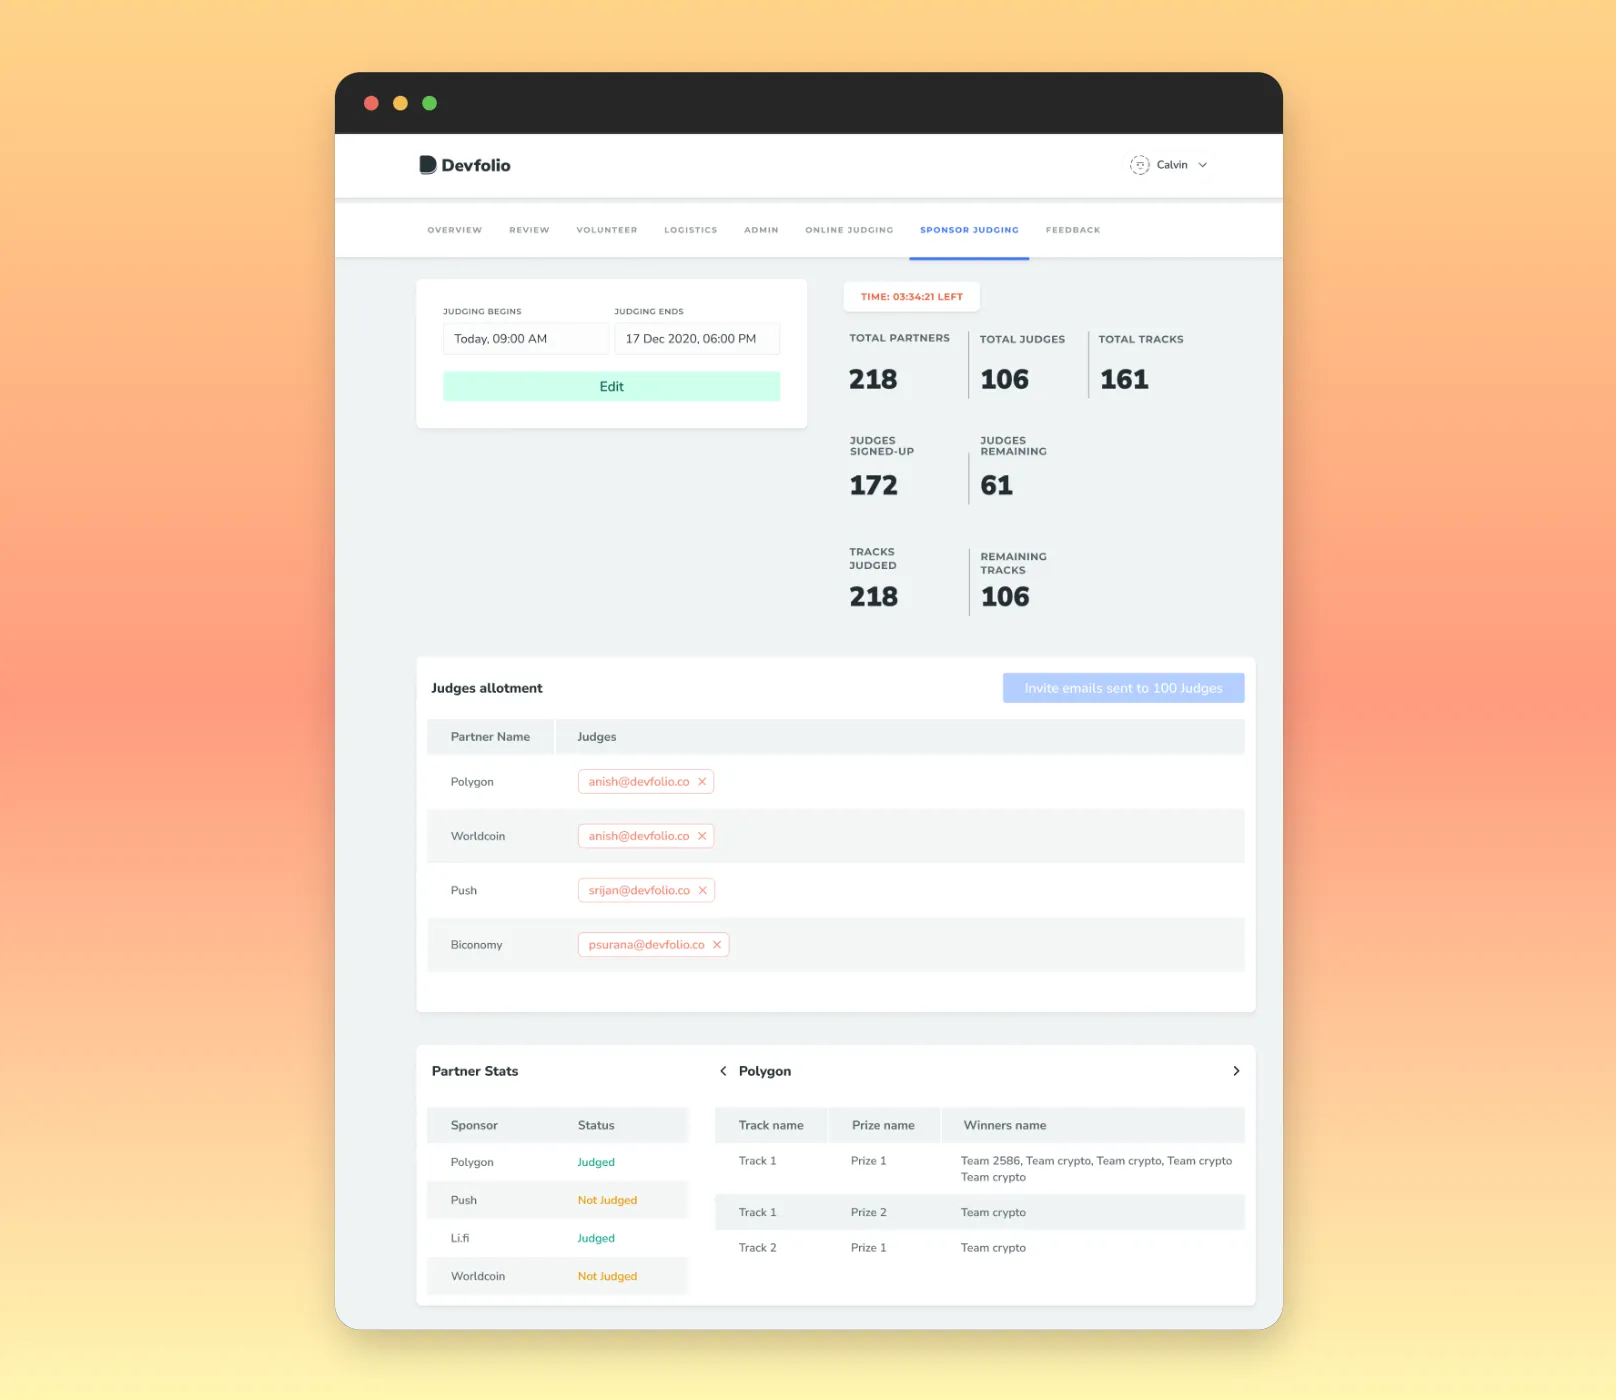 Devfolio
Calvin
OVERVIEW REVIEW VOLUNTEER LOGISTICS ADMIN ONLINE JUDGING SPONSOR JUDGING FEEDBACK
JUDGING BEGINS JUDGING ENDS
Today, 09:00 AM 17 Dec 2020, 06:00 PM
Edit
TIME: 03:34:21 LEFT
TOTAL PARTNERS TOTAL JUDGES TOTAL TRACKS
218 106 161
JUDGES
SIGNED-UP
172
JUDGES
REMAINING
61
TRACKS
JUDGED
218
REMAINING
TRACKS
106
Judges allotment
Invite emails sent to 100 Judges
Partner Name Judges
Polygon anish@devfolio.co
Worldcoin anish@devfolio.co
Push srijan@devfolio.co
Biconomy psurana@devfolio.co
Partner Stats
Sponsor Status
Polygon Judged
Push Not Judged
Li.fi Judged
Worldcoin Not Judged
Polygon
Track name Prize name Winners name
Track 1 Prize 1 Team 2586, Team crypto, Team crypto, Team crypto
Team crypto
Track 1 Prize 2 Team crypto
Track 2 Prize 1 Team crypto